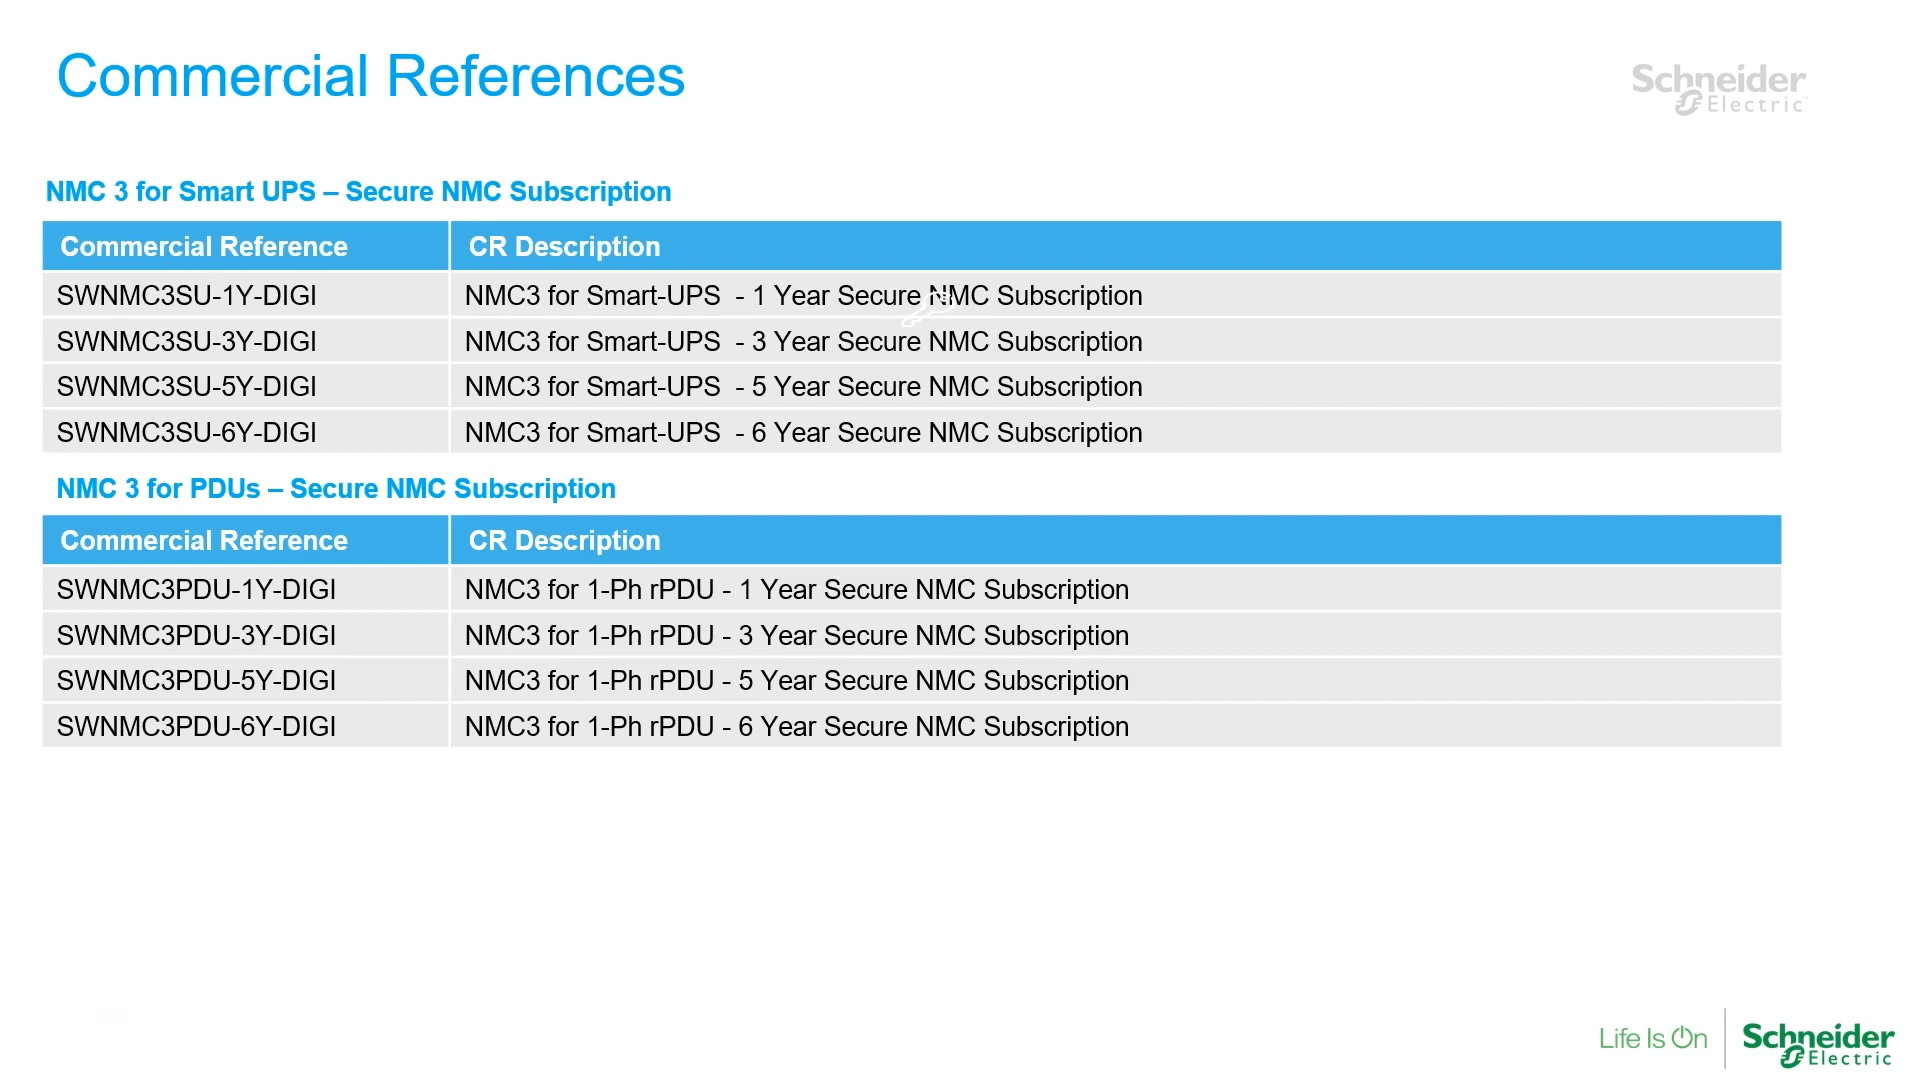 Commercial References
Schneider
Electric
NMC 3 for Smart UPS – Secure NMC Subscription
Commercial Reference CR Description
SWNMC3SU-1Y-DIGI NMC3 for Smart-UPS  - 1 Year Secure NMC Subscription
SWNMC3SU-3Y-DIGI NMC3 for Smart-UPS  - 3 Year Secure NMC Subscription
SWNMC3SU-5Y-DIGI NMC3 for Smart-UPS  - 5 Year Secure NMC Subscription
SWNMC3SU-6Y-DIGI NMC3 for Smart-UPS  - 6 Year Secure NMC Subscription
NMC 3 for PDUs – Secure NMC Subscription
Commercial Reference CR Description
SWNMC3PDU-1Y-DIGI NMC3 for 1-Ph rPDU - 1 Year Secure NMC Subscription
SWNMC3PDU-3Y-DIGI NMC3 for 1-Ph rPDU - 3 Year Secure NMC Subscription
SWNMC3PDU-5Y-DIGI NMC3 for 1-Ph rPDU - 5 Year Secure NMC Subscription
SWNMC3PDU-6Y-DIGI NMC3 for 1-Ph rPDU - 6 Year Secure NMC Subscription
Life Is On
Schneider
Electric